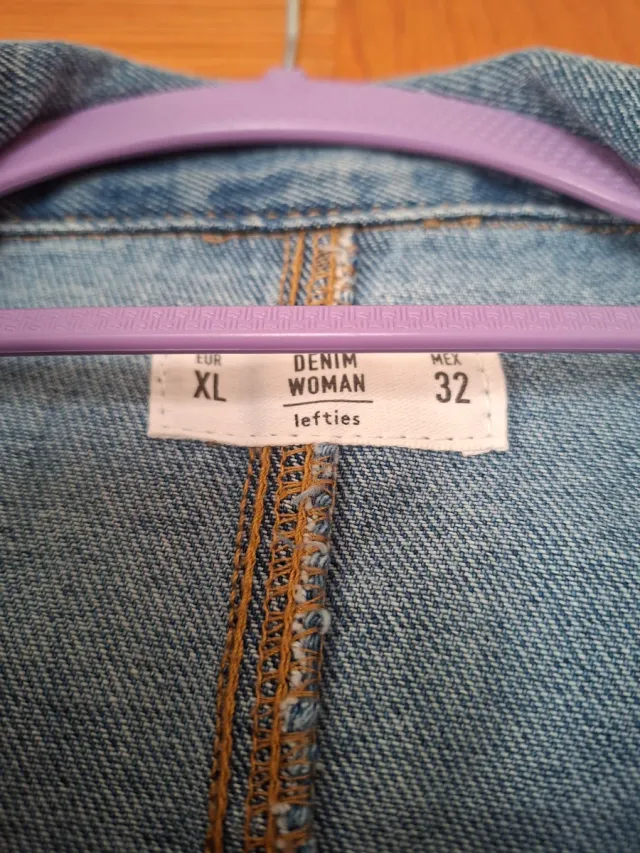 EUR DENIM MEX
XL WOMAN 32
lefties